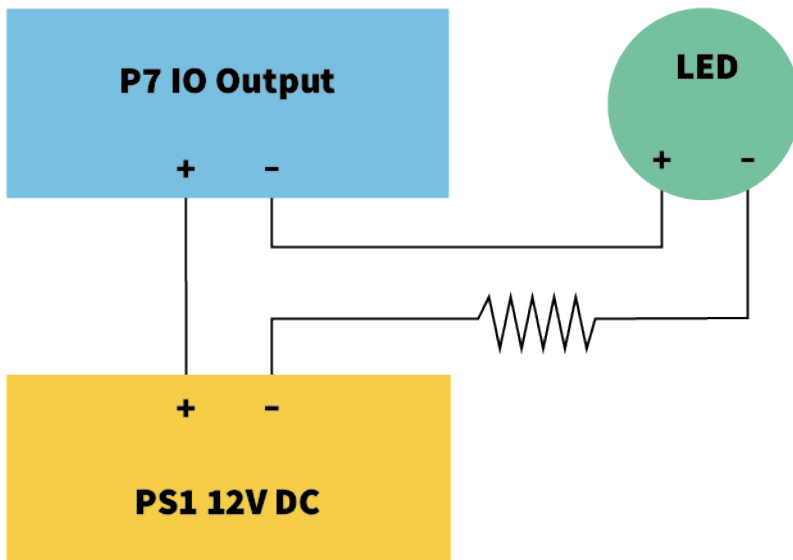 P7 IO Output
+ −
LED
+ −
+ −
PS1 12V DC